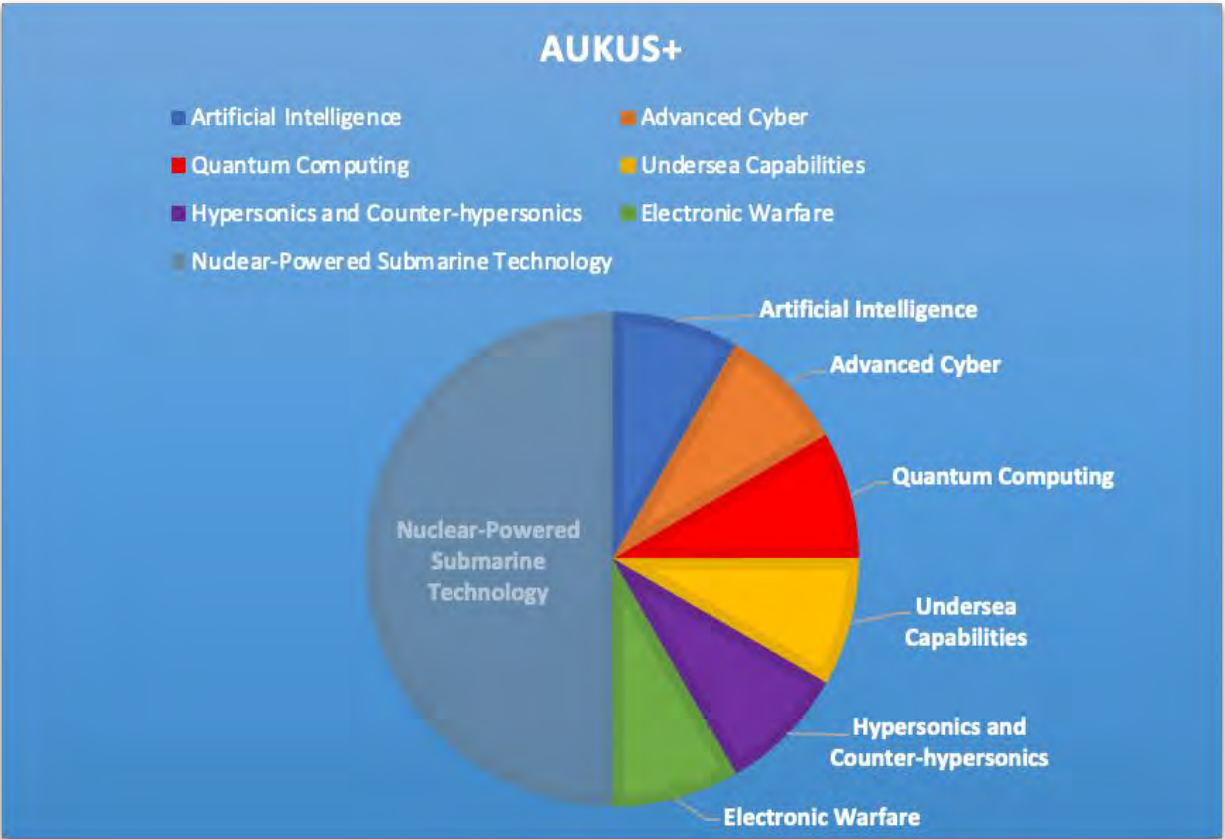 AUKUS+
Artificial Intelligence
Advanced Cyber
Quantum Computing
Undersea Capabilities
Hypersonics and Counter-hypersonics
Electronic Warfare
Nuclear-Powered Submarine Technology
Artificial Intelligence
Advanced Cyber
Quantum Computing
Nuclear-Powered
Submarine
Technology
Undersea
Capabilities
Hypersonics and
Counter-hypersonics
Electronic Warfare